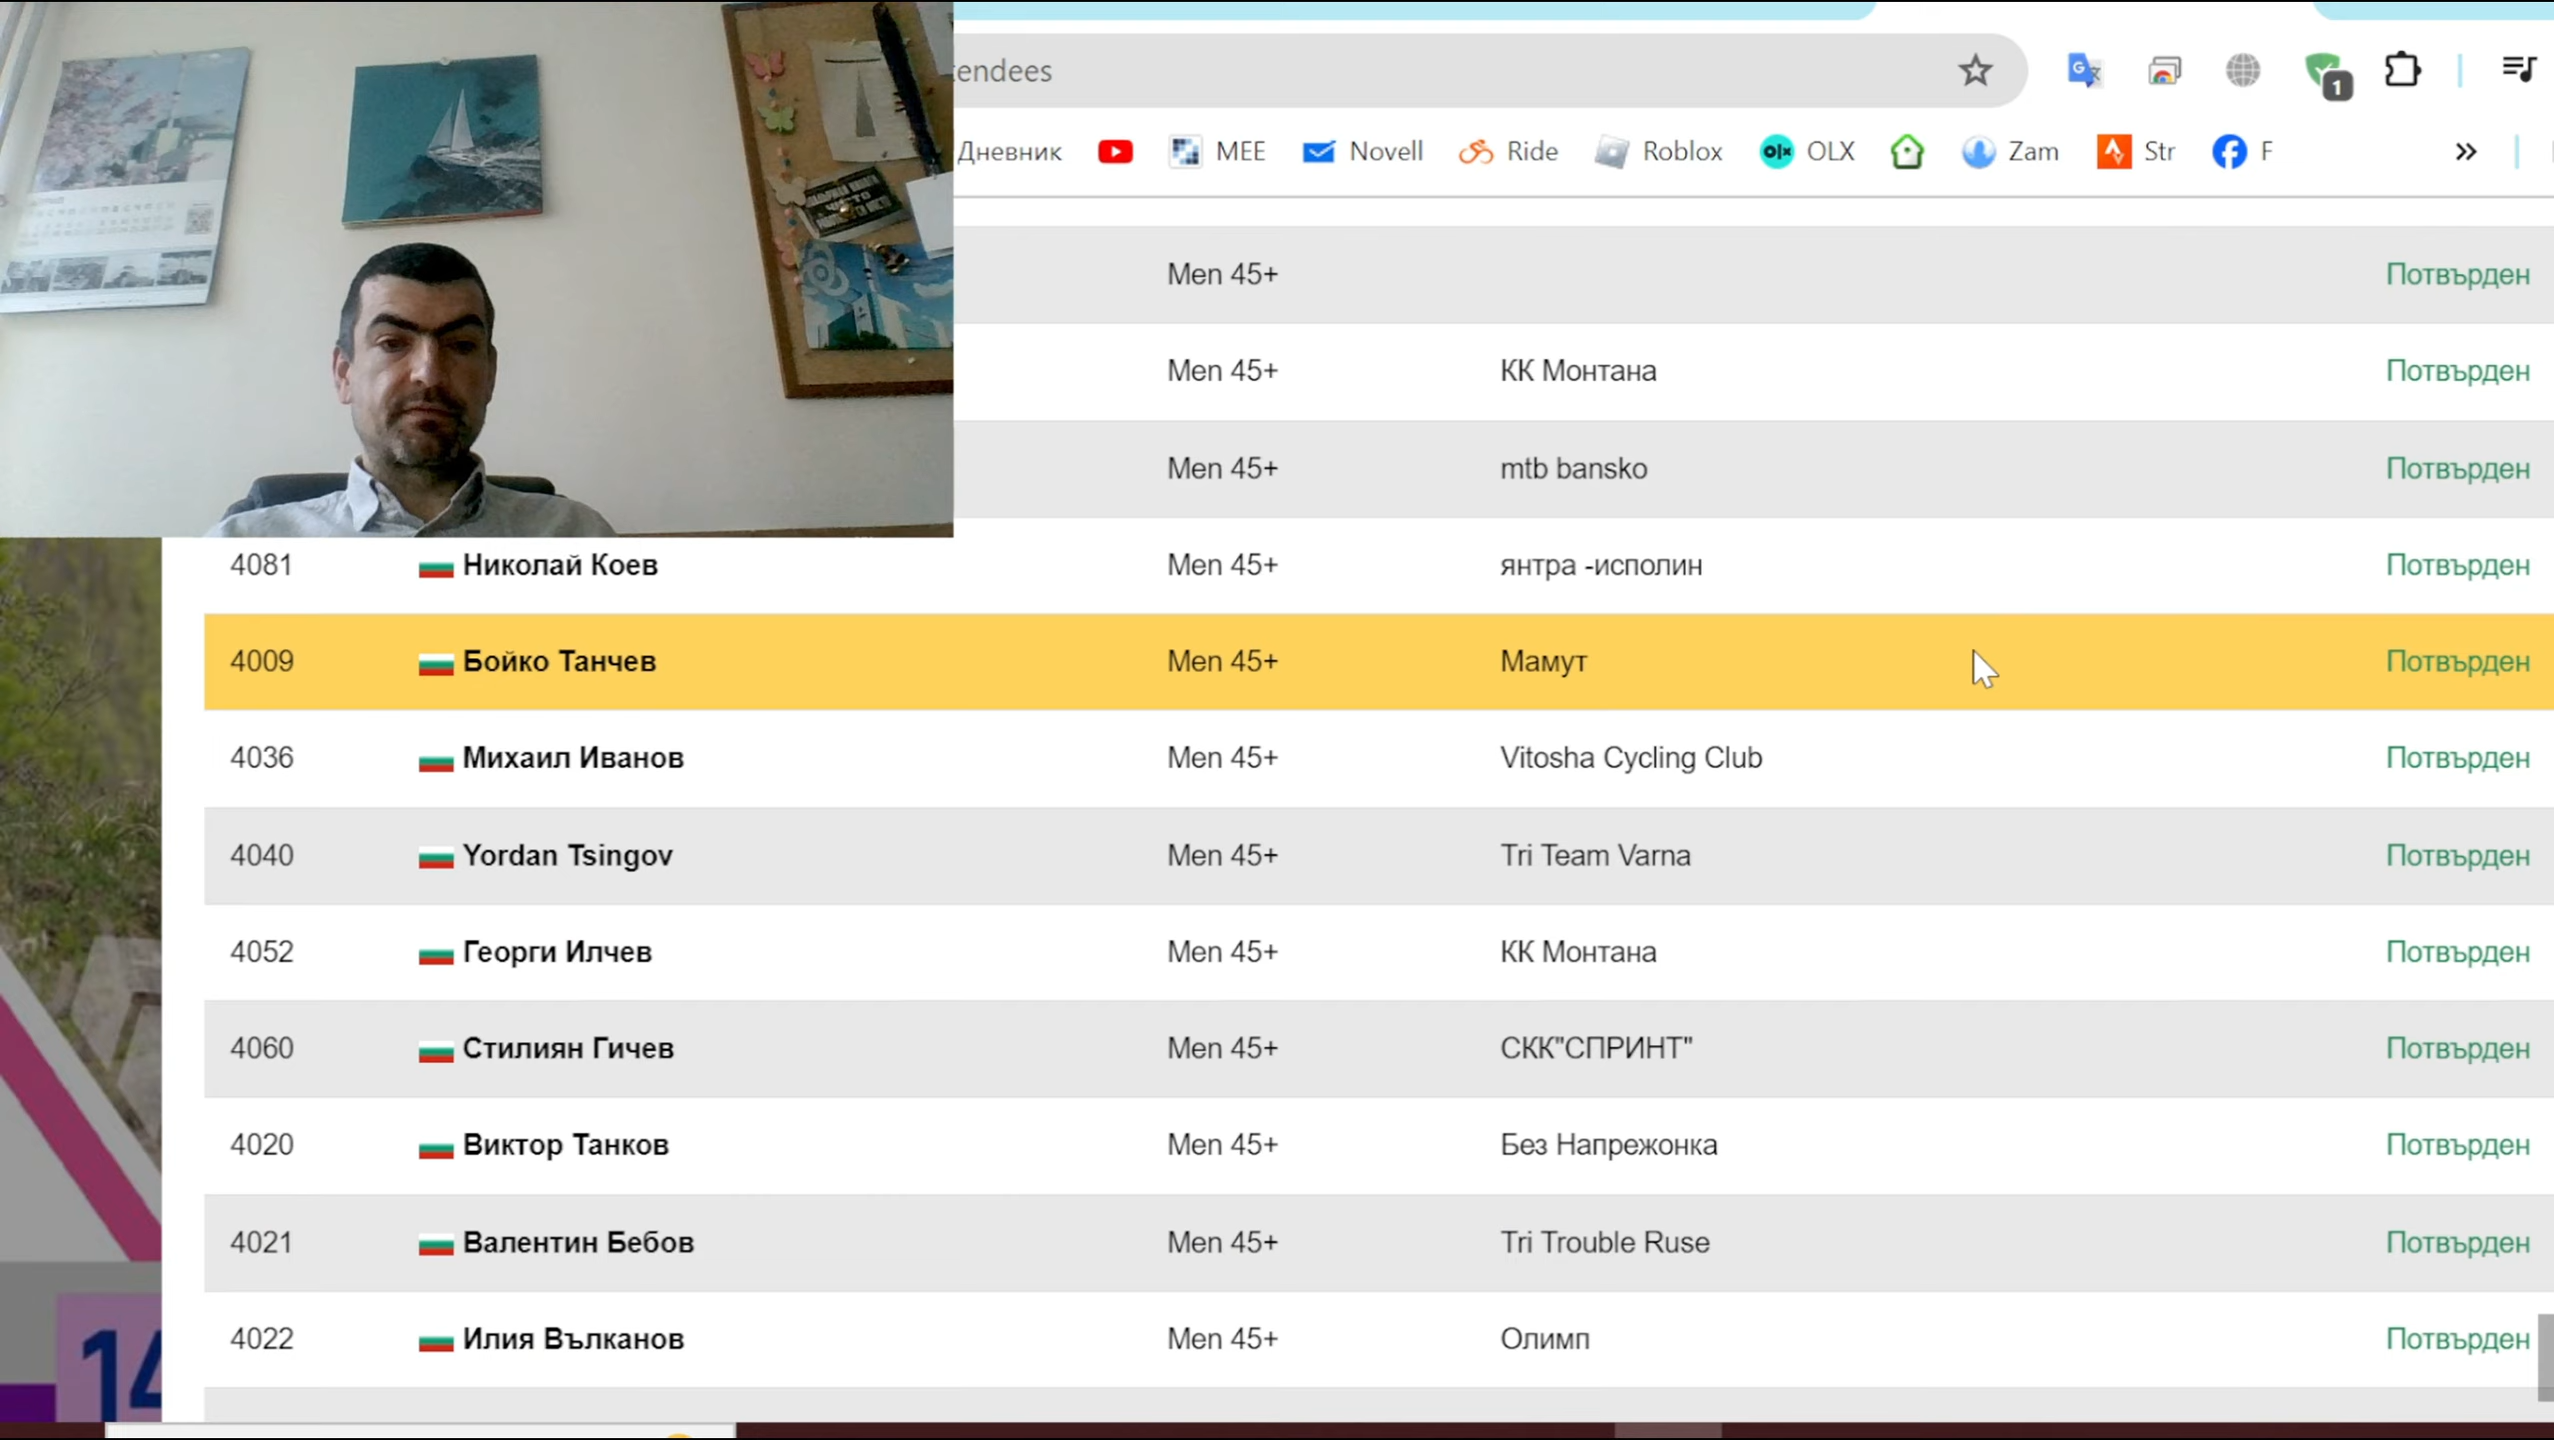 endees
1
Дневник MEE Novell Ride Roblox OLX Zam Str F
Men 45+ Потвърден
Men 45+ КК Монтана Потвърден
Men 45+ mtb bansko Потвърден
4081 Николай Коев Men 45+ янтра -исполин Потвърден
4009 Бойко Танчев Men 45+ Мамут Потвърден
4036 Михаил Иванов Men 45+ Vitosha Cycling Club Потвърден
4040 Yordan Tsingov Men 45+ Tri Team Varna Потвърден
4052 Георги Илчев Men 45+ КК Монтана Потвърден
4060 Стилиян Гичев Men 45+ СКК"СПРИНТ" Потвърден
4020 Виктор Танков Men 45+ Без Напрежонка Потвърден
4021 Валентин Бебов Men 45+ Tri Trouble Ruse Потвърден
4022 Илия Вълканов Men 45+ Олимп Потвърден
14